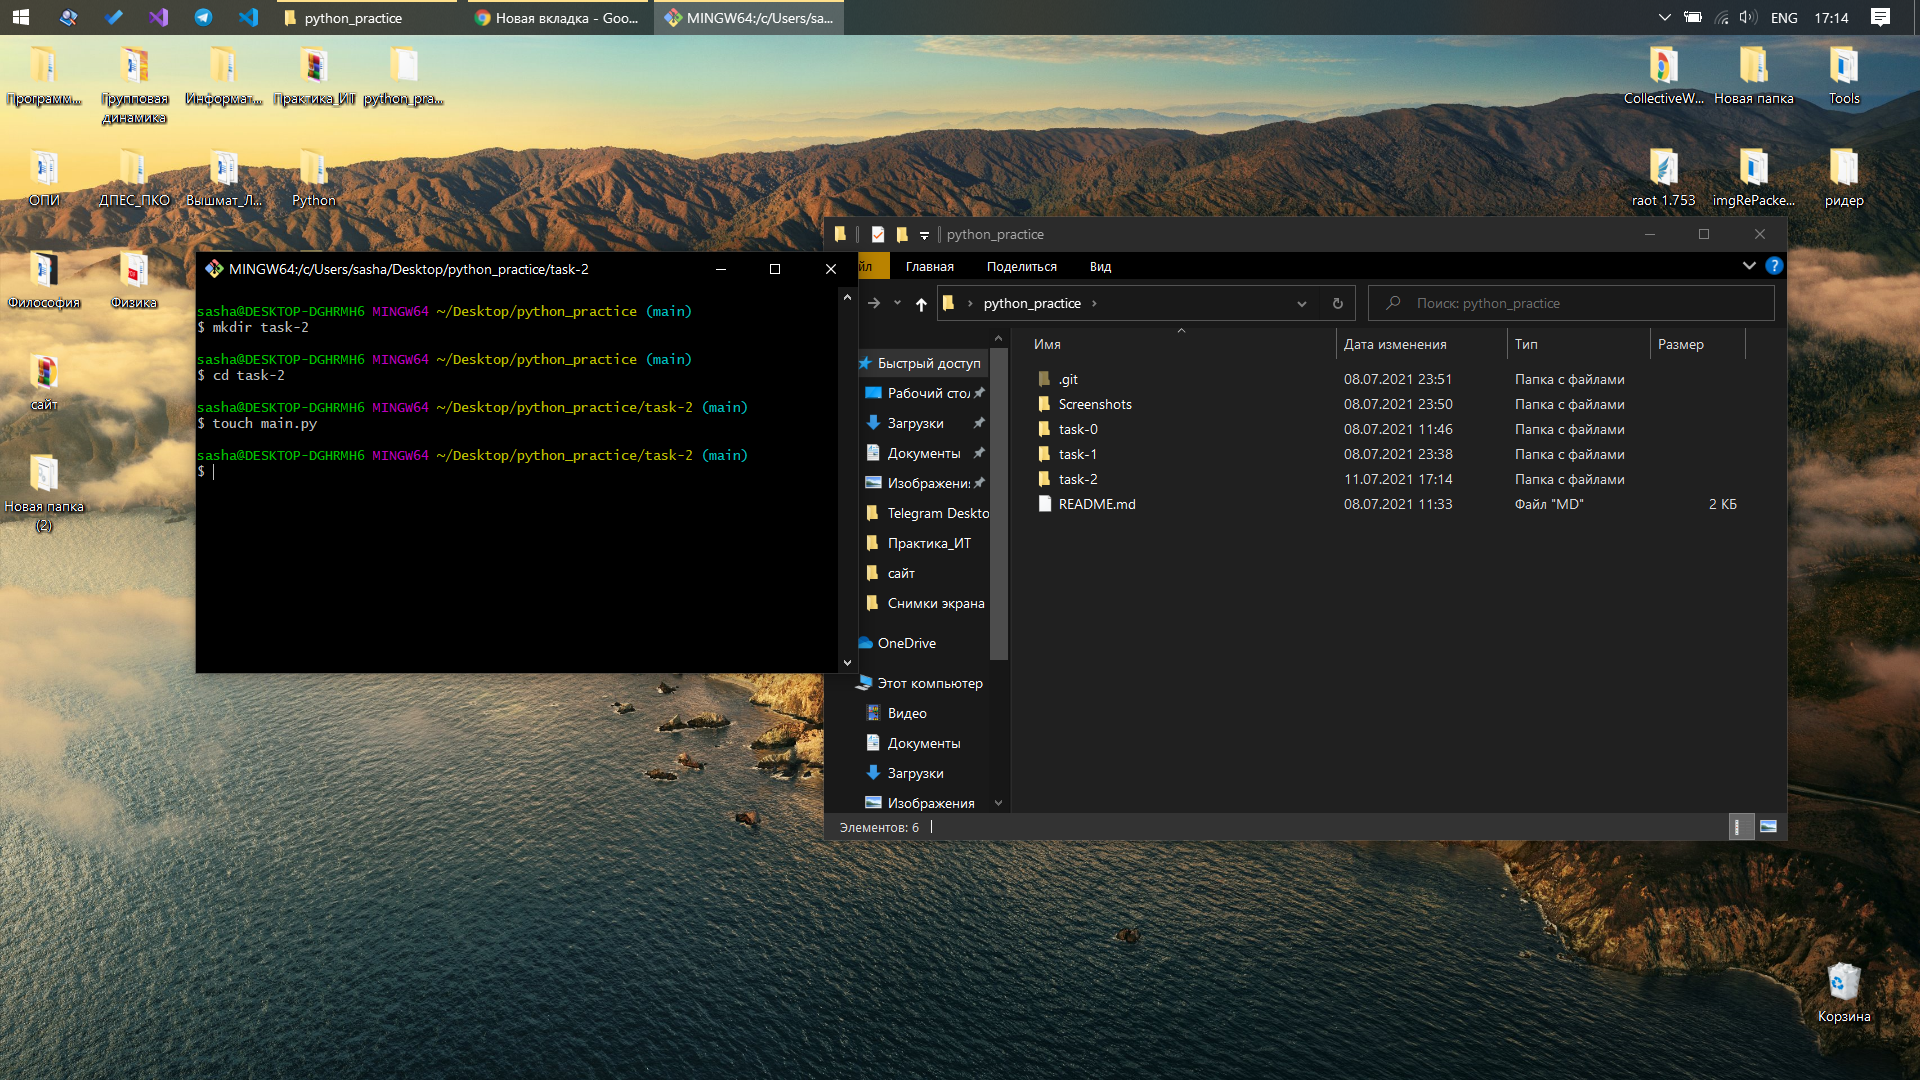 python_practice
Новая вкладка - Goo...
MINGW64:/c/Users/sa...
ENG
17:14
Программ...
Групповая динамика
Информат...
Практика_ИТ
python_pra...
CollectiveW...
Новая папка
Tools
ОПИ
ДПЕС_ПКО
Вышмат_Л...
Python
raot 1.753
imgRePacke...
ридер
Философия
Физика
сайт
Новая папка (2)
Корзина
MINGW64:/c/Users/sasha/Desktop/python_practice/task-2
sasha@DESKTOP-DGHRMH6 MINGW64 ~/Desktop/python_practice (main)
$ mkdir task-2
sasha@DESKTOP-DGHRMH6 MINGW64 ~/Desktop/python_practice (main)
$ cd task-2
sasha@DESKTOP-DGHRMH6 MINGW64 ~/Desktop/python_practice/task-2 (main)
$ touch main.py
sasha@DESKTOP-DGHRMH6 MINGW64 ~/Desktop/python_practice/task-2 (main)
$
python_practice
йл
Главная
Поделиться
Вид
python_practice
Поиск: python_practice
Быстрый доступ
Рабочий стол
Загрузки
Документы
Изображени
Telegram Deskto
Практика_ИТ
сайт
Снимки экрана
OneDrive
Этот компьютер
Видео
Документы
Загрузки
Изображения
Имя Дата изменения Тип Размер
.git 08.07.2021 23:51 Папка с файлами
Screenshots 08.07.2021 23:50 Папка с файлами
task-0 08.07.2021 11:46 Папка с файлами
task-1 08.07.2021 23:38 Папка с файлами
task-2 11.07.2021 17:14 Папка с файлами
README.md 08.07.2021 11:33 Файл "MD" 2 КБ
Элементов: 6